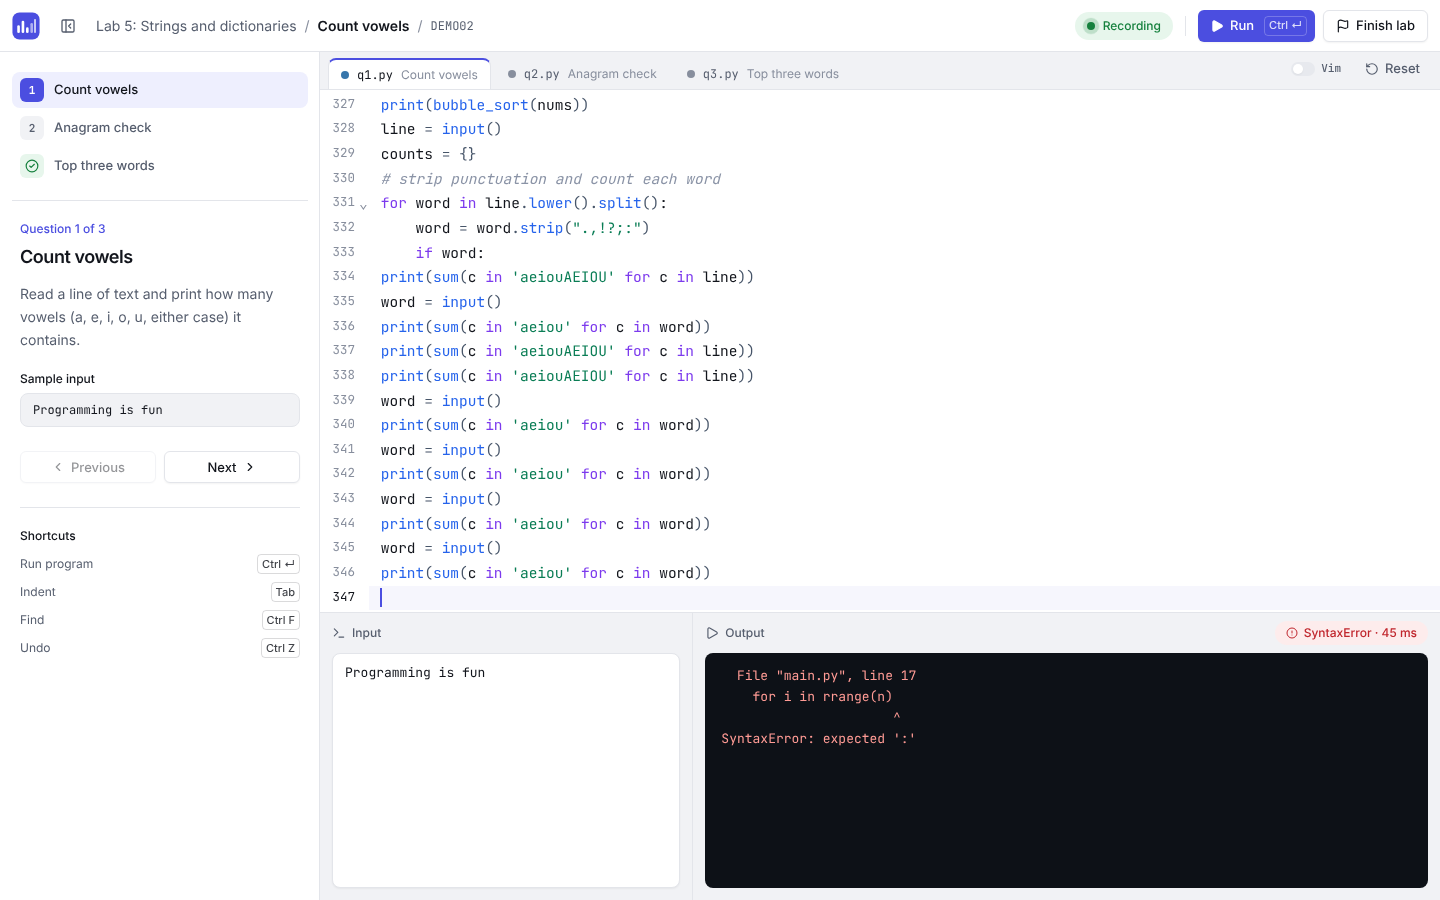 Lab 5: Strings and dictionaries / Count vowels / DEMO02
Recording
Run Ctrl ↵
Finish lab
1 Count vowels
2 Anagram check
Top three words
Question 1 of 3
Count vowels
Read a line of text and print how many
vowels (a, e, i, o, u, either case) it
contains.
Sample input
Programming is fun
Previous
Next
Shortcuts
Run program Ctrl ↵
Indent Tab
Find Ctrl F
Undo Ctrl Z
q1.py Count vowels
q2.py Anagram check
q3.py Top three words
Vim
Reset
327 print(bubble_sort(nums))
328 line = input()
329 counts = {}
330 # strip punctuation and count each word
331 for word in line.lower().split():
332     word = word.strip(".,!?;:")
333     if word:
334 print(sum(c in 'aeiouAEIOU' for c in line))
335 word = input()
336 print(sum(c in 'aeiou' for c in word))
337 print(sum(c in 'aeiouAEIOU' for c in line))
338 print(sum(c in 'aeiouAEIOU' for c in line))
339 word = input()
340 print(sum(c in 'aeiou' for c in word))
341 word = input()
342 print(sum(c in 'aeiou' for c in word))
343 word = input()
344 print(sum(c in 'aeiou' for c in word))
345 word = input()
346 print(sum(c in 'aeiou' for c in word))
347
Input
Programming is fun
Output
SyntaxError · 45 ms
  File "main.py", line 17
    for i in rrange(n)
                      ^
SyntaxError: expected ':'